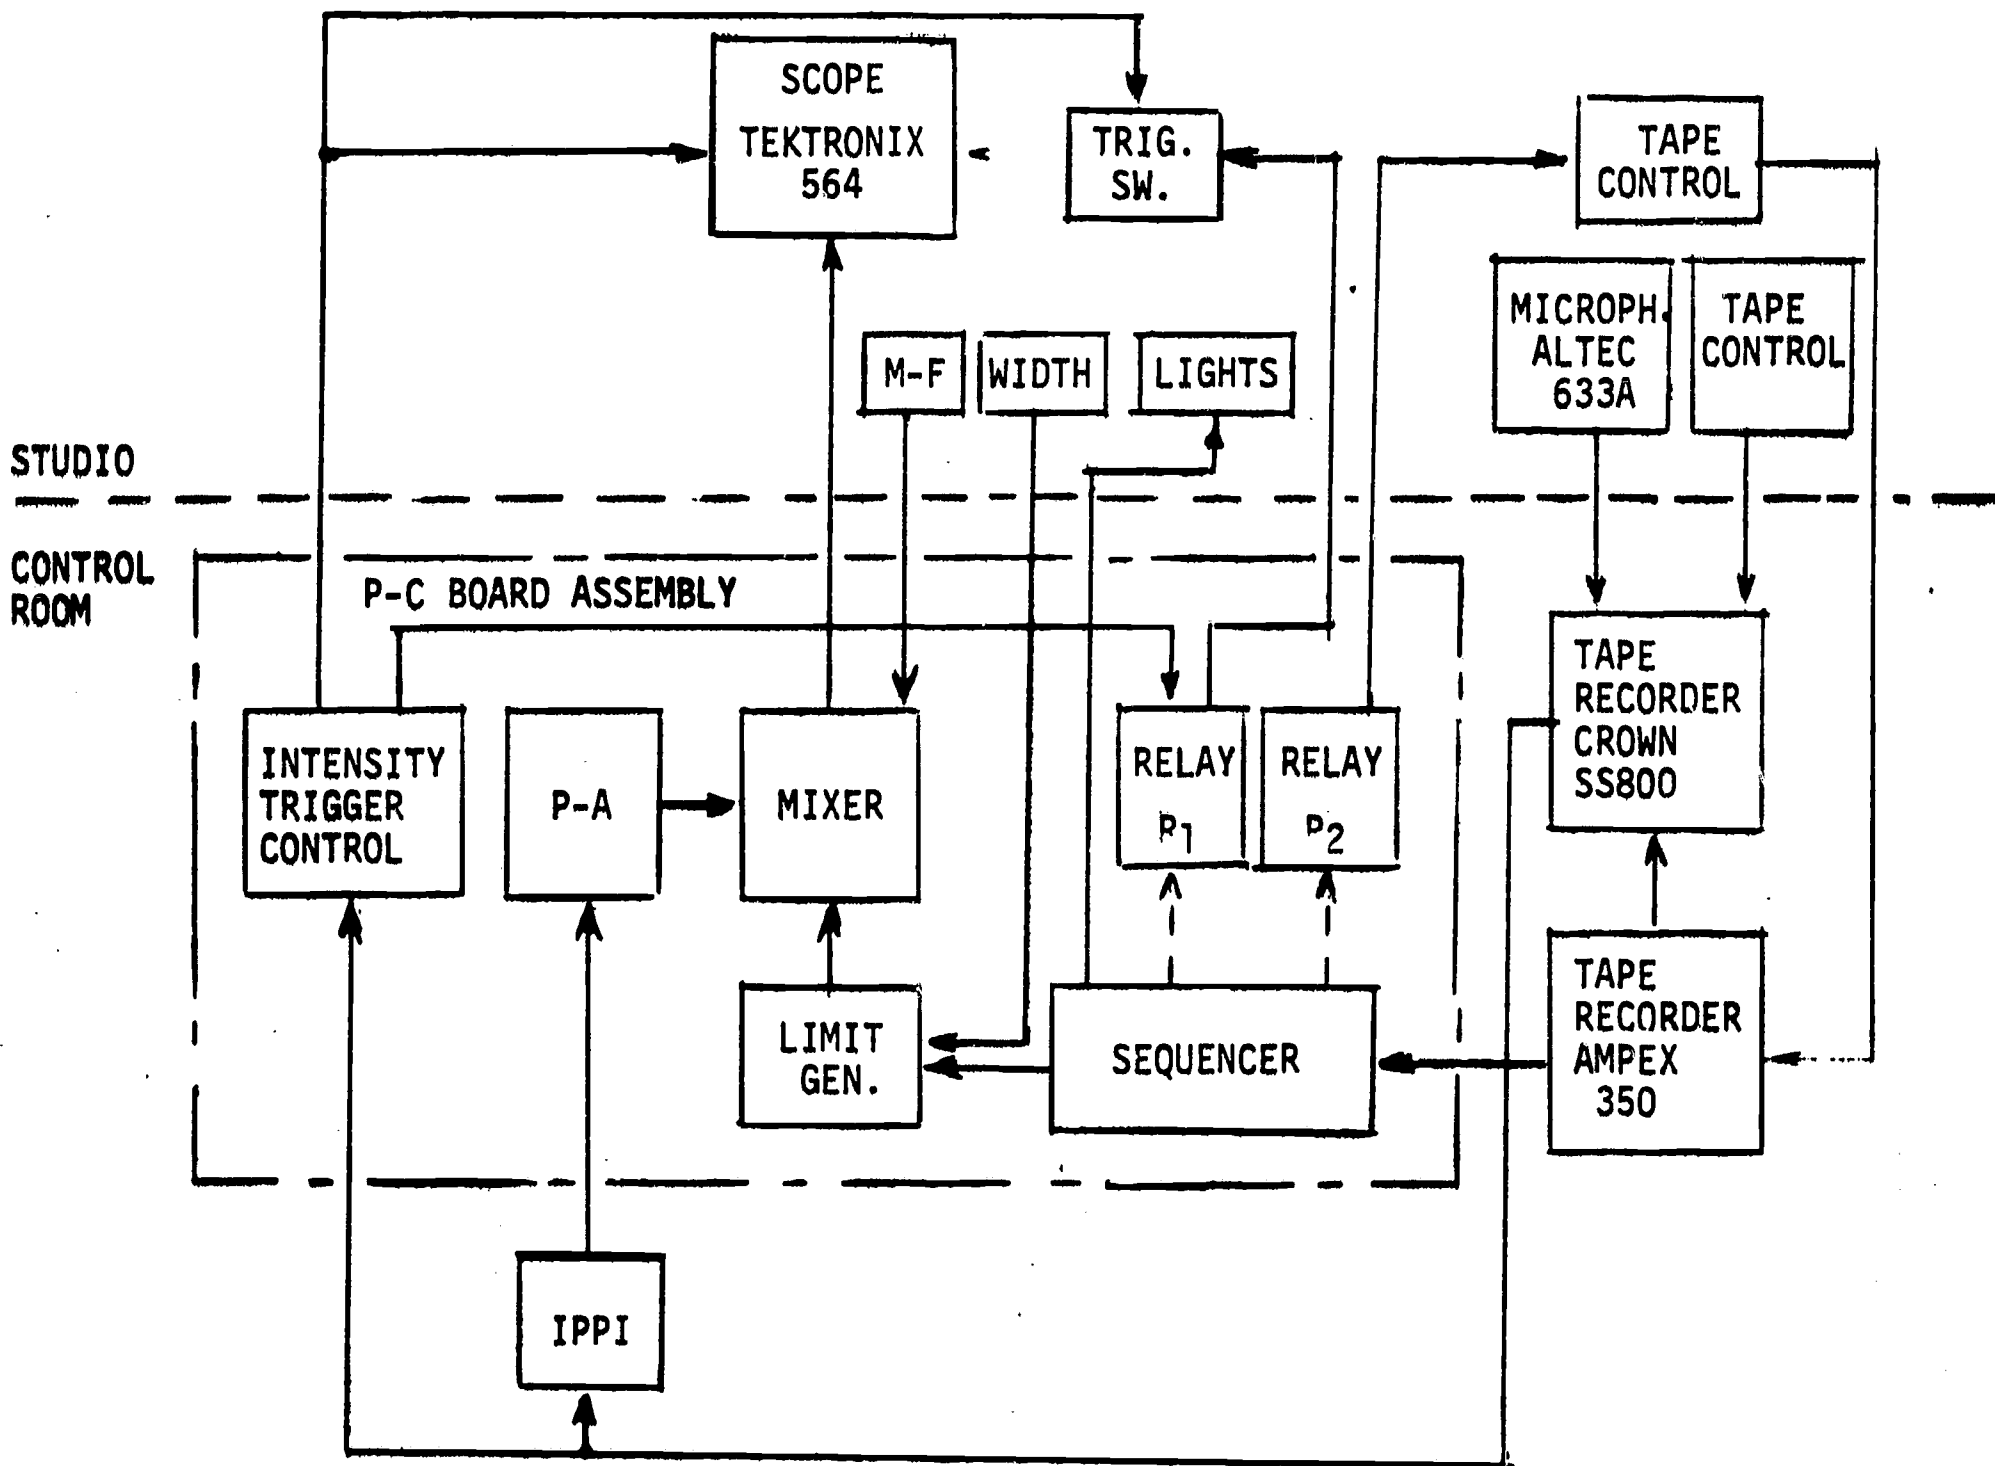 SCOPE
TEKTRONIX
564
TRIG.
SW.
TAPE
CONTROL
MICROPH.
ALTEC
633A
TAPE
CONTROL
M-F
WIDTH
LIGHTS
STUDIO
CONTROL
ROOM
P-C BOARD ASSEMBLY
INTENSITY
TRIGGER
CONTROL
P-A
MIXER
RELAY
P1
RELAY
P2
TAPE
RECORDER
CROWN
SS800
LIMIT
GEN.
SEQUENCER
TAPE
RECORDER
AMPEX
350
IPPI